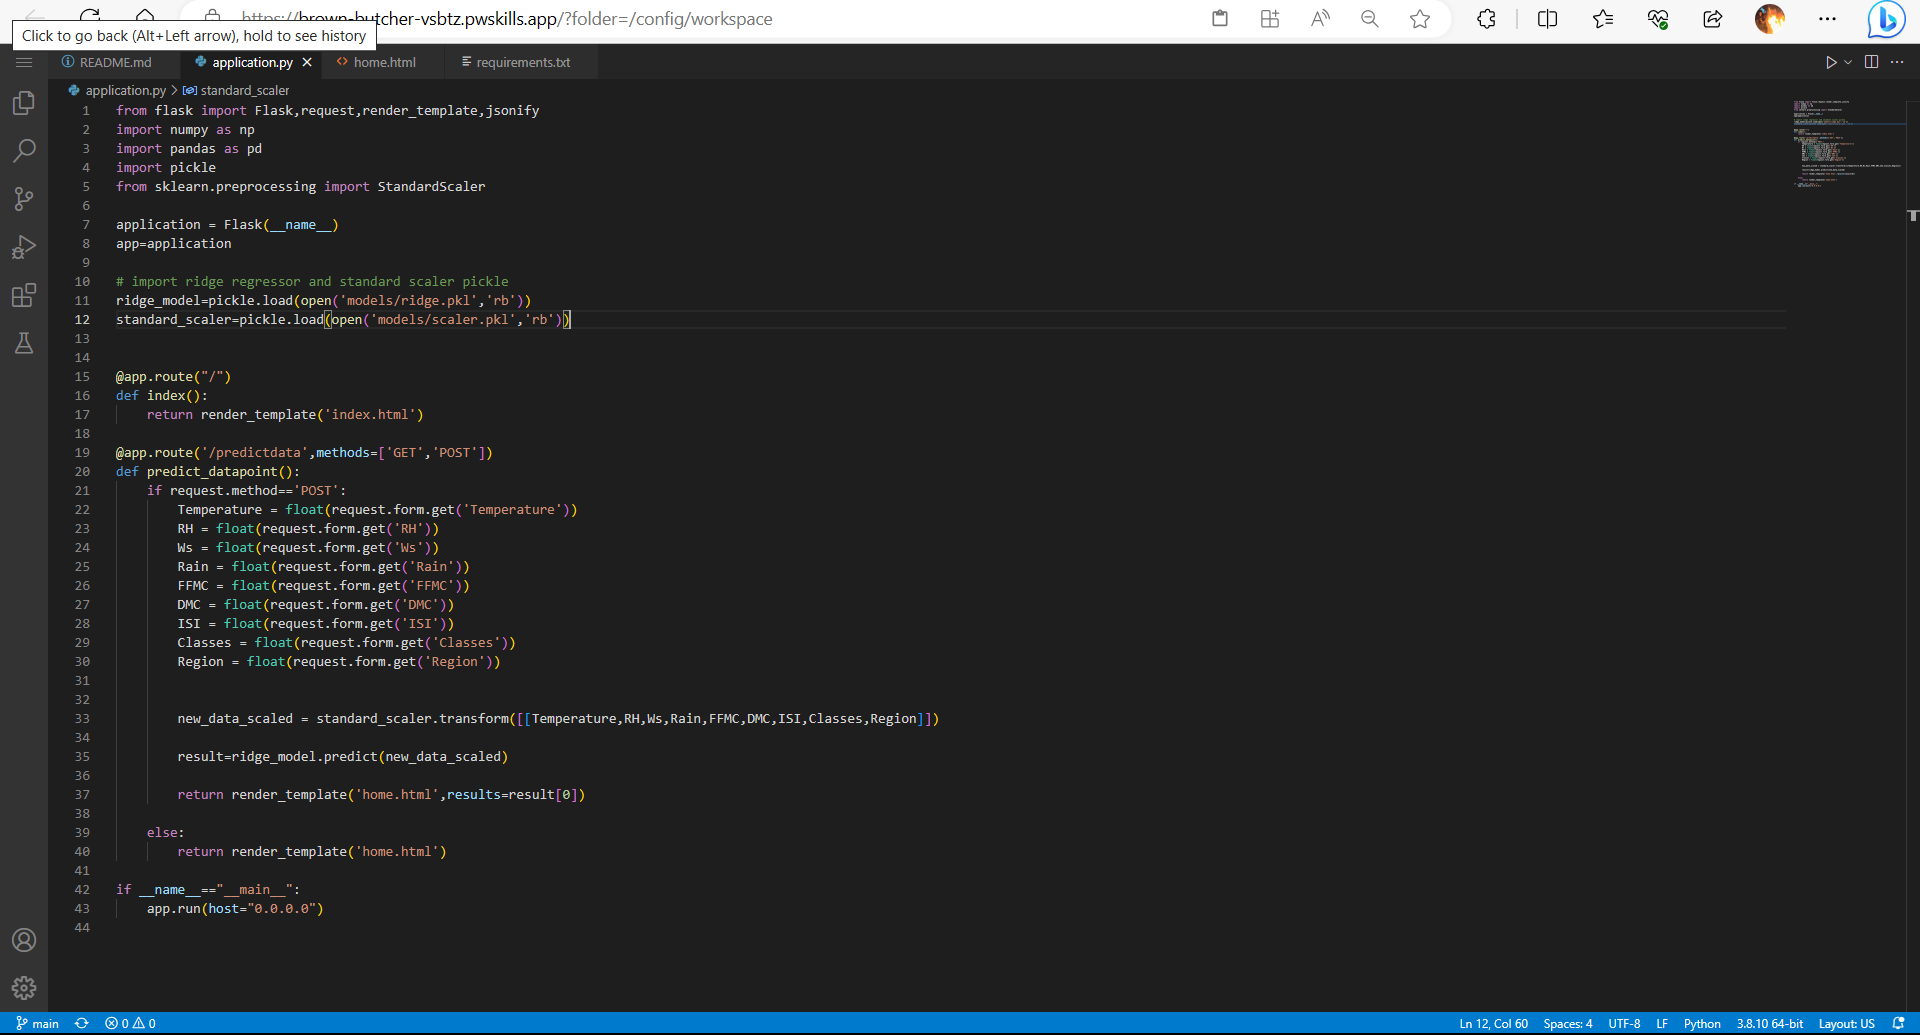 https://brown-butcher-vsbtz.pwskills.app/?folder=/config/workspace
Click to go back (Alt+Left arrow), hold to see history
README.md application.py home.html requirements.txt
application.py > standard_scaler
1 from flask import Flask,request,render_template,jsonify
2 import numpy as np
3 import pandas as pd
4 import pickle
5 from sklearn.preprocessing import StandardScaler
6
7 application = Flask(__name__)
8 app=application
9
10 # import ridge regressor and standard scaler pickle
11 ridge_model=pickle.load(open('models/ridge.pkl','rb'))
12 standard_scaler=pickle.load(open('models/scaler.pkl','rb'))
13
14
15 @app.route("/")
16 def index():
17 return render_template('index.html')
18
19 @app.route('/predictdata',methods=['GET','POST'])
20 def predict_datapoint():
21 if request.method=='POST':
22 Temperature = float(request.form.get('Temperature'))
23 RH = float(request.form.get('RH'))
24 Ws = float(request.form.get('Ws'))
25 Rain = float(request.form.get('Rain'))
26 FFMC = float(request.form.get('FFMC'))
27 DMC = float(request.form.get('DMC'))
28 ISI = float(request.form.get('ISI'))
29 Classes = float(request.form.get('Classes'))
30 Region = float(request.form.get('Region'))
31
32
33 new_data_scaled = standard_scaler.transform([[Temperature,RH,Ws,Rain,FFMC,DMC,ISI,Classes,Region]])
34
35 result=ridge_model.predict(new_data_scaled)
36
37 return render_template('home.html',results=result[0])
38
39 else:
40 return render_template('home.html')
41
42 if __name__=="__main__":
43 app.run(host="0.0.0.0")
44
main 0 0 Ln 12, Col 60 Spaces: 4 UTF-8 LF Python 3.8.10 64-bit Layout: US